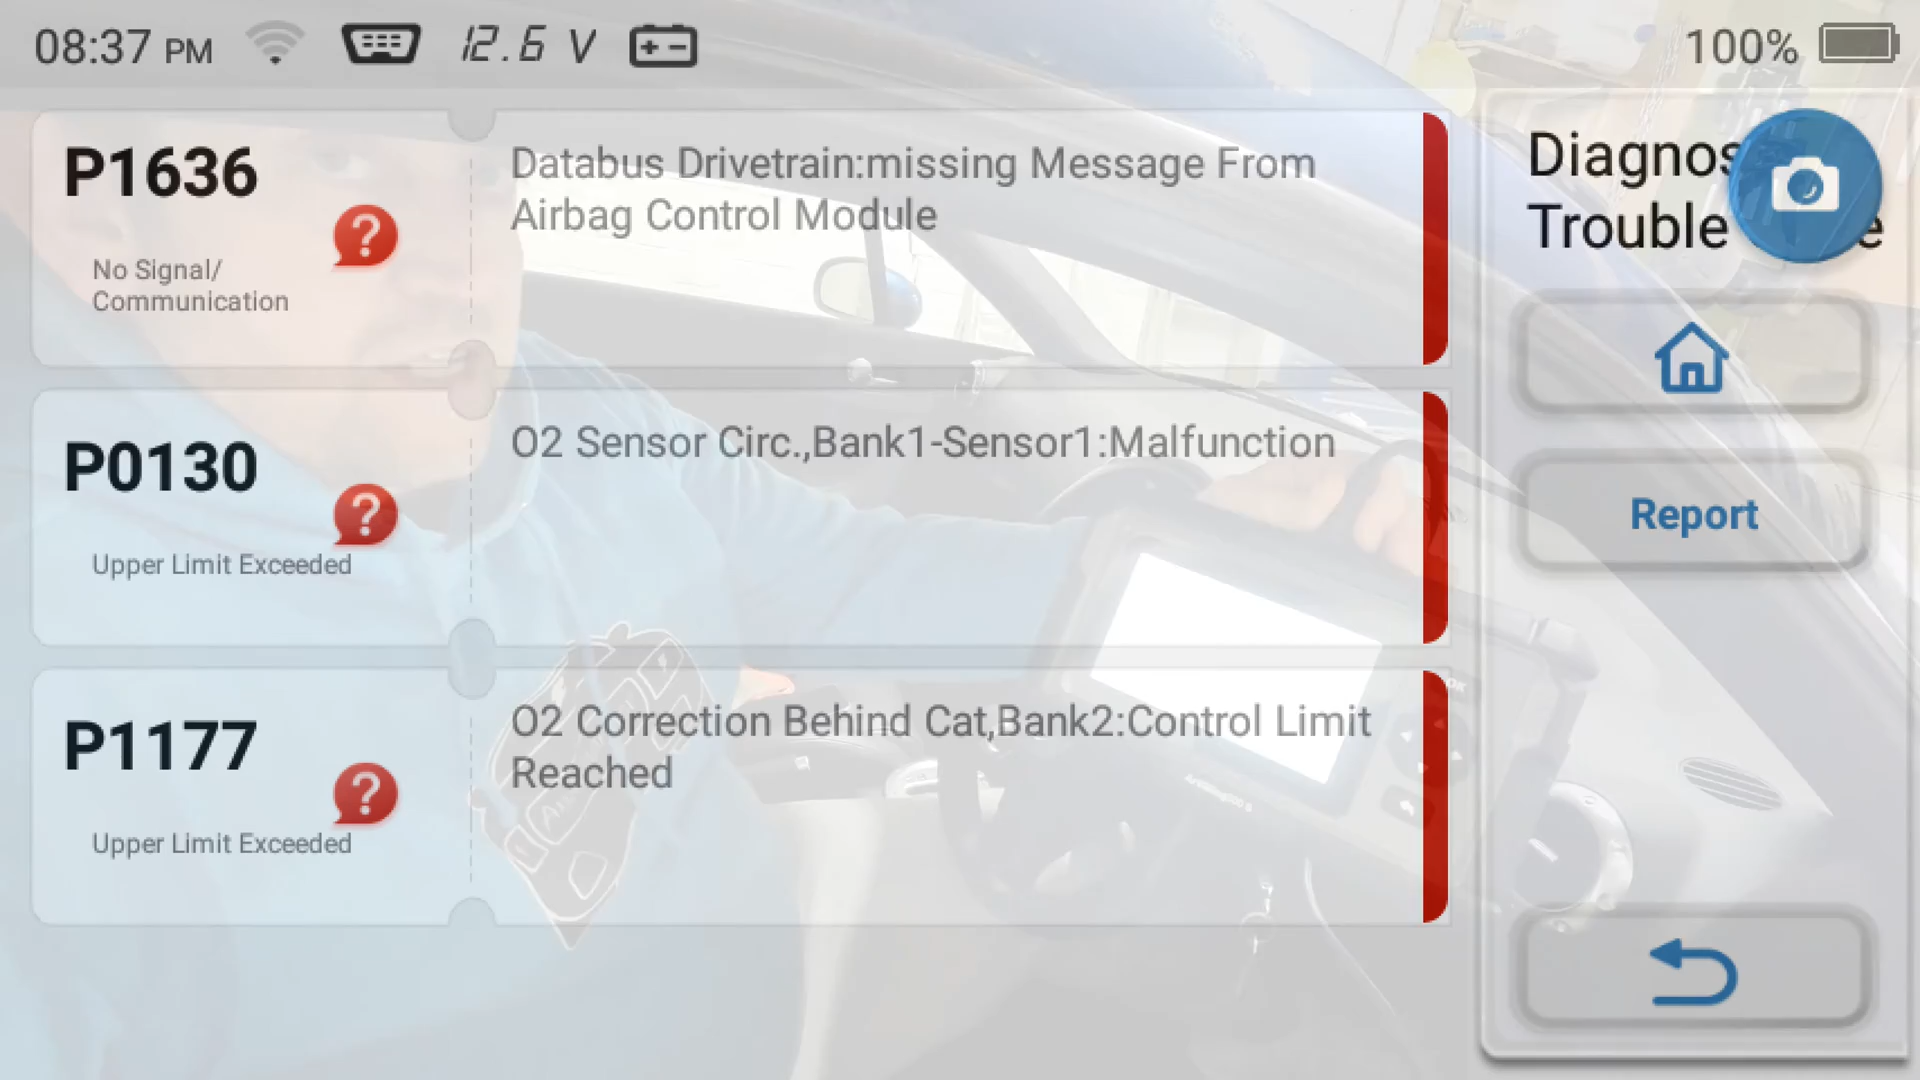 08:37 PM 12.6 V 100%
P1636
No Signal/
Communication
Databus Drivetrain:missing Message From
Airbag Control Module
P0130
Upper Limit Exceeded
O2 Sensor Circ.,Bank1-Sensor1:Malfunction
P1177
Upper Limit Exceeded
O2 Correction Behind Cat,Bank2:Control Limit
Reached
Diagnos
Trouble e
Report
OK